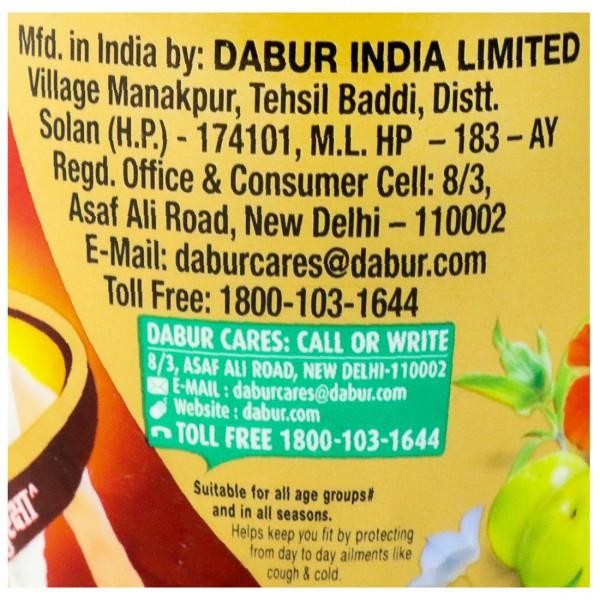 Mfd. in India by: DABUR INDIA LIMITED
Village Manakpur, Tehsil Baddi, Distt.
Solan (H.P.) - 174101, M.L. HP – 183 – AY
Regd. Office & Consumer Cell: 8/3,
Asaf Ali Road, New Delhi – 110002
E-Mail: daburcares@dabur.com
Toll Free: 1800-103-1644
DABUR CARES: CALL OR WRITE
8/3, ASAF ALI ROAD, NEW DELHI-110002
E-MAIL : daburcares@dabur.com
Website : dabur.com
TOLL FREE 1800-103-1644
Suitable for all age groups#
and in all seasons.
Helps keep you fit by protecting
from day to day ailments like
cough & cold.